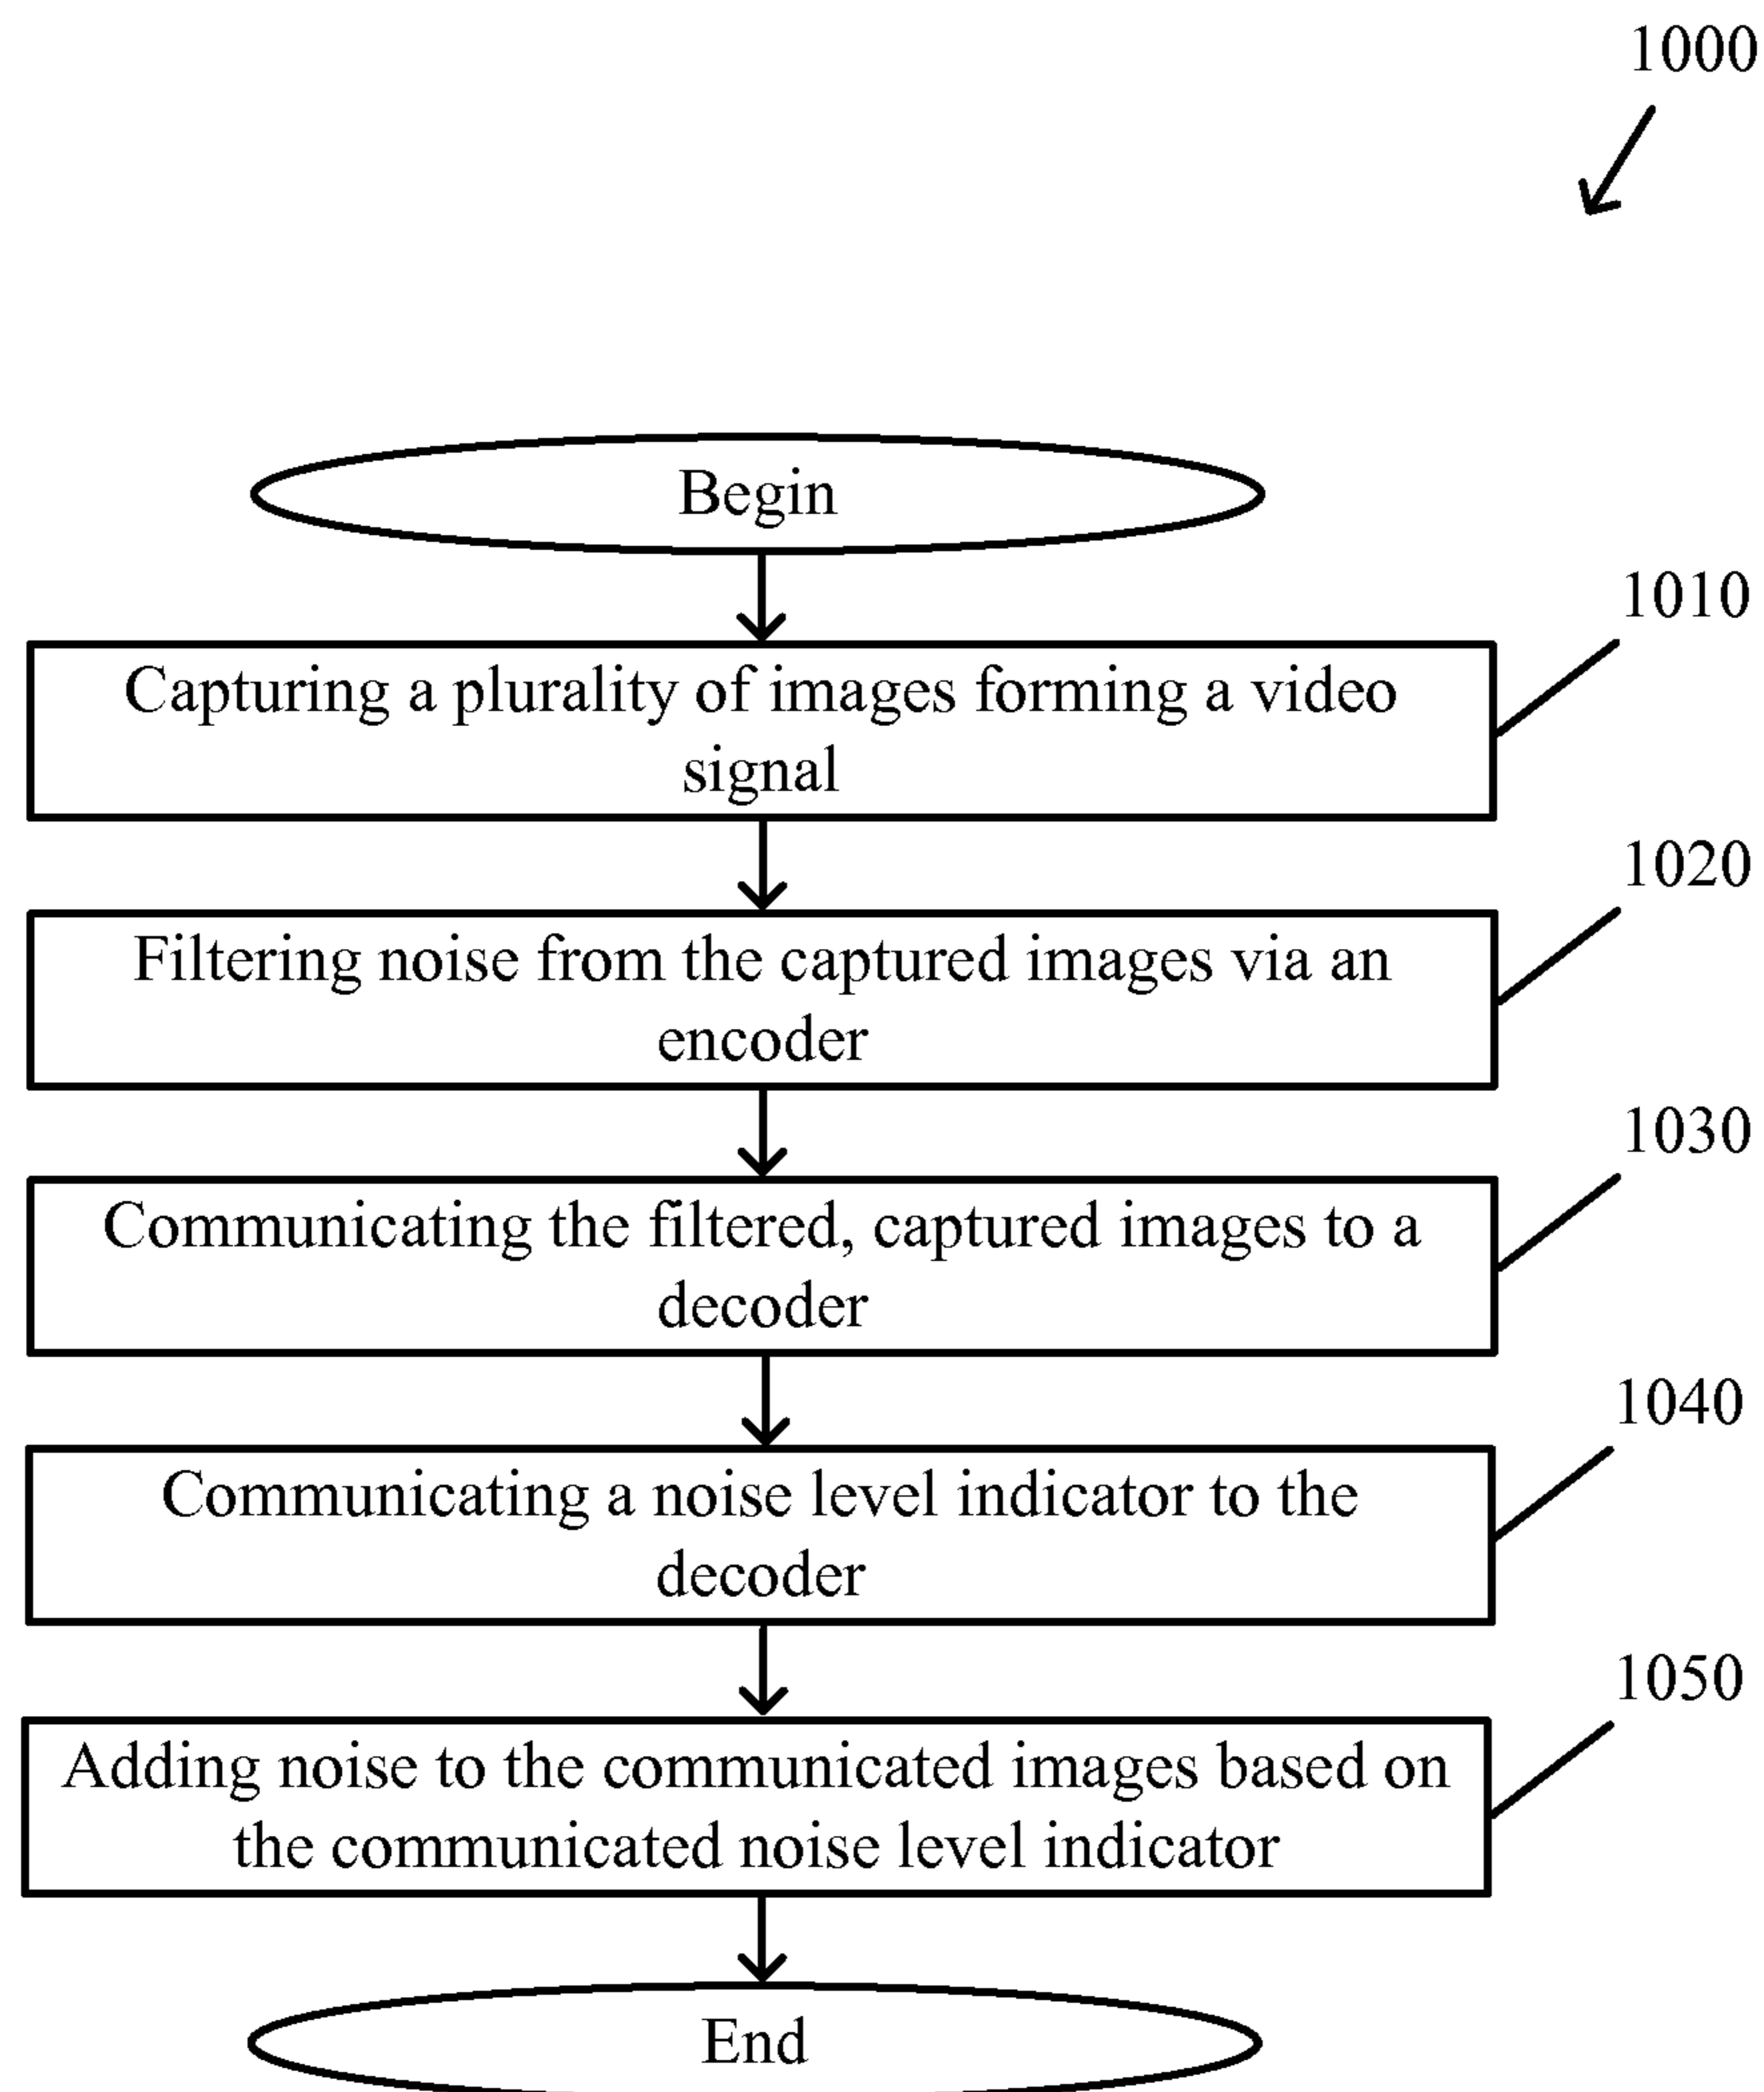 1000
Begin
1010
Capturing a plurality of images forming a video
signal
1020
Filtering noise from the captured images via an
encoder
1030
Communicating the filtered, captured images to a
decoder
1040
Communicating a noise level indicator to the
decoder
1050
Adding noise to the communicated images based on
the communicated noise level indicator
End